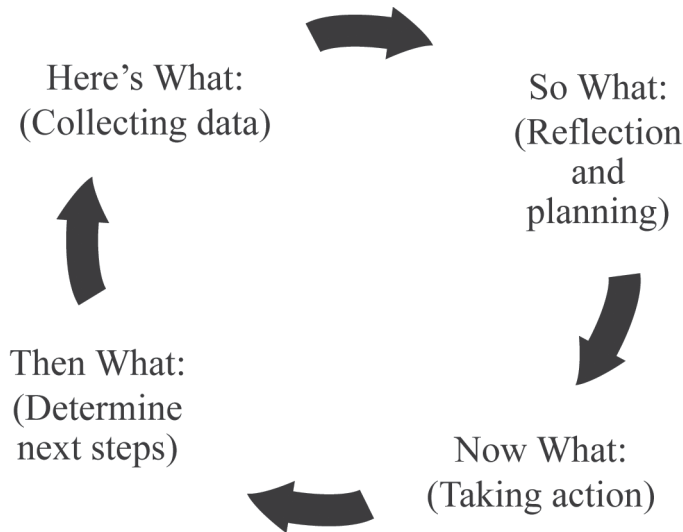 Here’s What:
(Collecting data)
So What:
(Reflection
and
planning)
Now What:
(Taking action)
Then What:
(Determine
next steps)